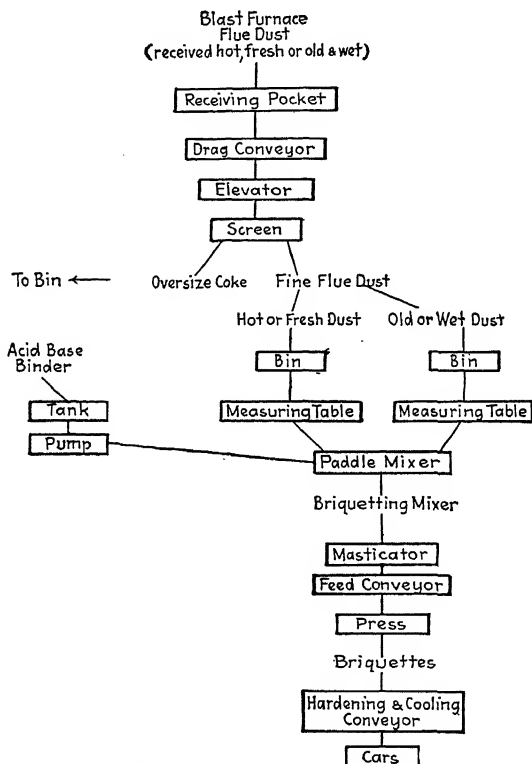 Blast Furnace
Flue Dust
(received hot, fresh or old & wet)
Receiving Pocket
Drag Conveyor
Elevator
Screen
To Bin ← Oversize Coke Fine Flue Dust
Hot or Fresh Dust Old or Wet Dust
Acid Base
Binder
Bin Bin
Tank Measuring Table Measuring Table
Pump
Paddle Mixer
Briquetting Mixer
Masticator
Feed Conveyor
Press
Briquettes
Hardening & Cooling
Conveyor
Cars